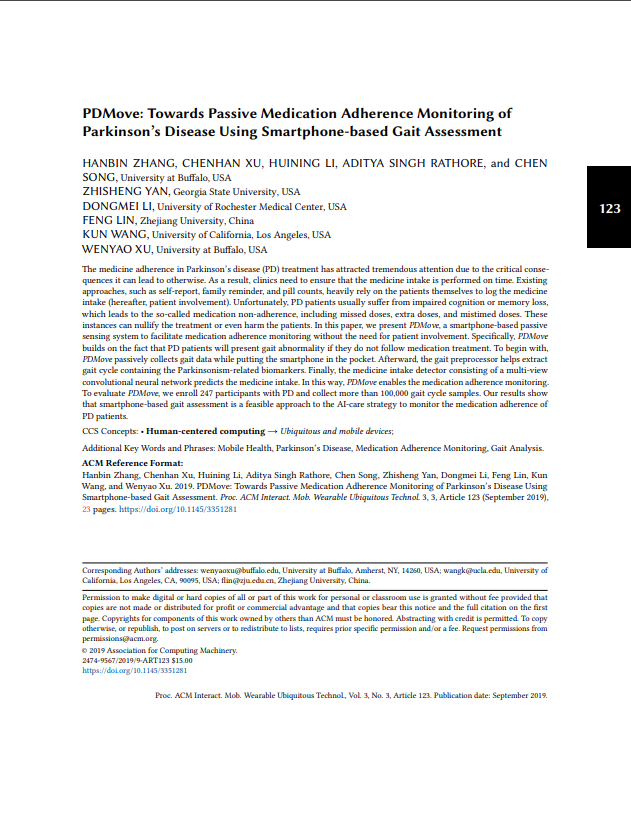 PDMove: Towards Passive Medication Adherence Monitoring of
Parkinson's Disease Using Smartphone-based Gait Assessment
HANBIN ZHANG, CHENHAN XU, HUINING LI, ADITYA SINGH RATHORE, and CHEN
SONG, University at Buffalo, USA
ZHISHENG YAN, Georgia State University, USA
DONGMEI LI, University of Rochester Medical Center, USA
FENG LIN, Zhejiang University, China
KUN WANG, University of California, Los Angeles, USA
WENYAO XU, University at Buffalo, USA
123
The medicine adherence in Parkinson's disease (PD) treatment has attracted tremendous attention due to the critical conse-
quences it can lead to otherwise. As a result, clinics need to ensure that the medicine intake is performed on time. Existing
approaches, such as self-report, family reminder, and pill counts, heavily rely on the patients themselves to log the medicine
intake (hereafter, patient involvement). Unfortunately, PD patients usually suffer from impaired cognition or memory loss,
which leads to the so-called medication non-adherence, including missed doses, extra doses, and mistimed doses. These
instances can nullify the treatment or even harm the patients. In this paper, we present PDMove, a smartphone-based passive
sensing system to facilitate medication adherence monitoring without the need for patient involvement. Specifically, PDMove
builds on the fact that PD patients will present gait abnormality if they do not follow medication treatment. To begin with,
PDMove passively collects gait data while putting the smartphone in the pocket. Afterward, the gait preprocessor helps extract
gait cycle containing the Parkinsonism-related biomarkers. Finally, the medicine intake detector consisting of a multi-view
convolutional neural network predicts the medicine intake. In this way, PDMove enables the medication adherence monitoring.
To evaluate PDMove, we enroll 247 participants with PD and collect more than 100,000 gait cycle samples. Our results show
that smartphone-based gait assessment is a feasible approach to the AI-care strategy to monitor the medication adherence of
PD patients.
CCS Concepts: • Human-centered computing → Ubiquitous and mobile devices;
Additional Key Words and Phrases: Mobile Health, Parkinson's Disease, Medication Adherence Monitoring, Gait Analysis.
ACM Reference Format:
Hanbin Zhang, Chenhan Xu, Huining Li, Aditya Singh Rathore, Chen Song, Zhisheng Yan, Dongmei Li, Feng Lin, Kun
Wang, and Wenyao Xu. 2019. PDMove: Towards Passive Medication Adherence Monitoring of Parkinson's Disease Using
Smartphone-based Gait Assessment. Proc. ACM Interact. Mob. Wearable Ubiquitous Technol. 3, 3, Article 123 (September 2019),
23 pages. https://doi.org/10.1145/3351281
Corresponding Authors' addresses: wenyaoxu@buffalo.edu, University at Buffalo, Amherst, NY, 14260, USA; wangk@ucla.edu, University of
California, Los Angeles, CA, 90095, USA; flin@zju.edu.cn, Zhejiang University, China.
Permission to make digital or hard copies of all or part of this work for personal or classroom use is granted without fee provided that
copies are not made or distributed for profit or commercial advantage and that copies bear this notice and the full citation on the first
page. Copyrights for components of this work owned by others than ACM must be honored. Abstracting with credit is permitted. To copy
otherwise, or republish, to post on servers or to redistribute to lists, requires prior specific permission and/or a fee. Request permissions from
permissions@acm.org.
© 2019 Association for Computing Machinery.
2474-9567/2019/9-ART123 $15.00
https://doi.org/10.1145/3351281
Proc. ACM Interact. Mob. Wearable Ubiquitous Technol., Vol. 3, No. 3, Article 123. Publication date: September 2019.